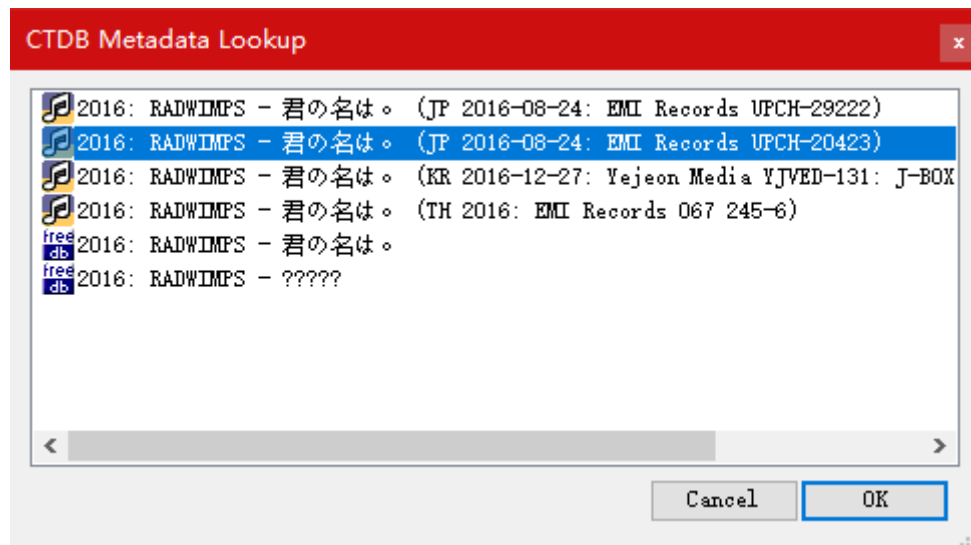 CTDB Metadata Lookup
x
2016: RADWIMPS - 君の名は。 (JP 2016-08-24: EMI Records UPCH-29222)
2016: RADWIMPS - 君の名は。 (JP 2016-08-24: EMI Records UPCH-20423)
2016: RADWIMPS - 君の名は。 (KR 2016-12-27: Yejeon Media YJVED-131: J-BOX
2016: RADWIMPS - 君の名は。 (TH 2016: EMI Records 067 245-6)
free db 2016: RADWIMPS - 君の名は。
free db 2016: RADWIMPS - ?????
Cancel OK